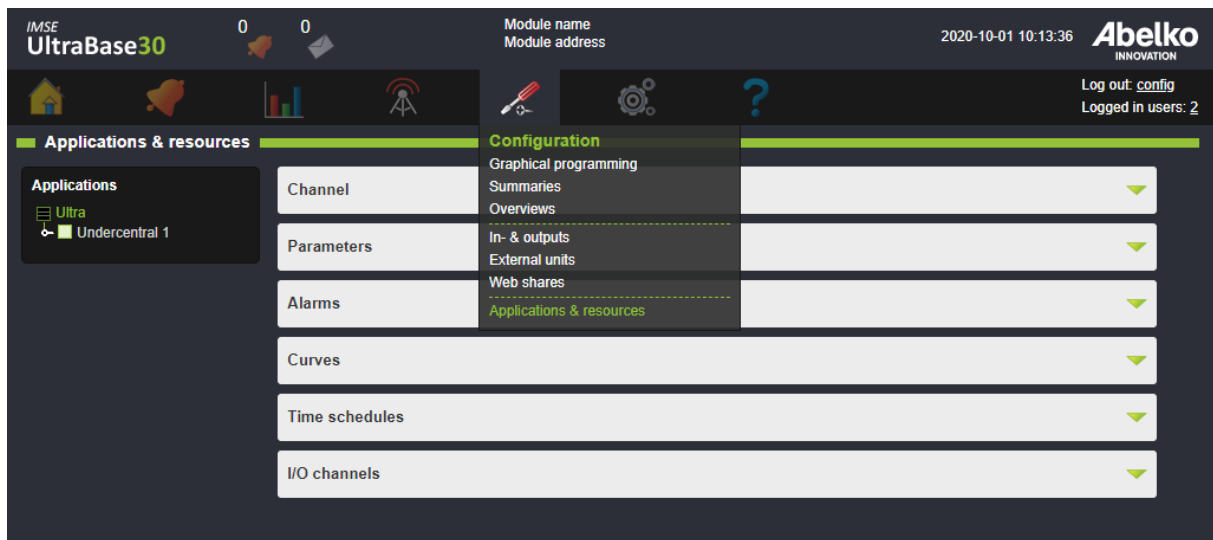 IMSE
UltraBase30
0
0
Module name
Module address
2020-10-01 10:13:36
Abelko
INNOVATION
?
Log out: config
Logged in users: 2
Applications & resources
Configuration
Graphical programming
Summaries
Overviews
In- & outputs
External units
Web shares
Applications & resources
Applications
Ultra
Undercentral 1
Channel
Parameters
Alarms
Curves
Time schedules
I/O channels